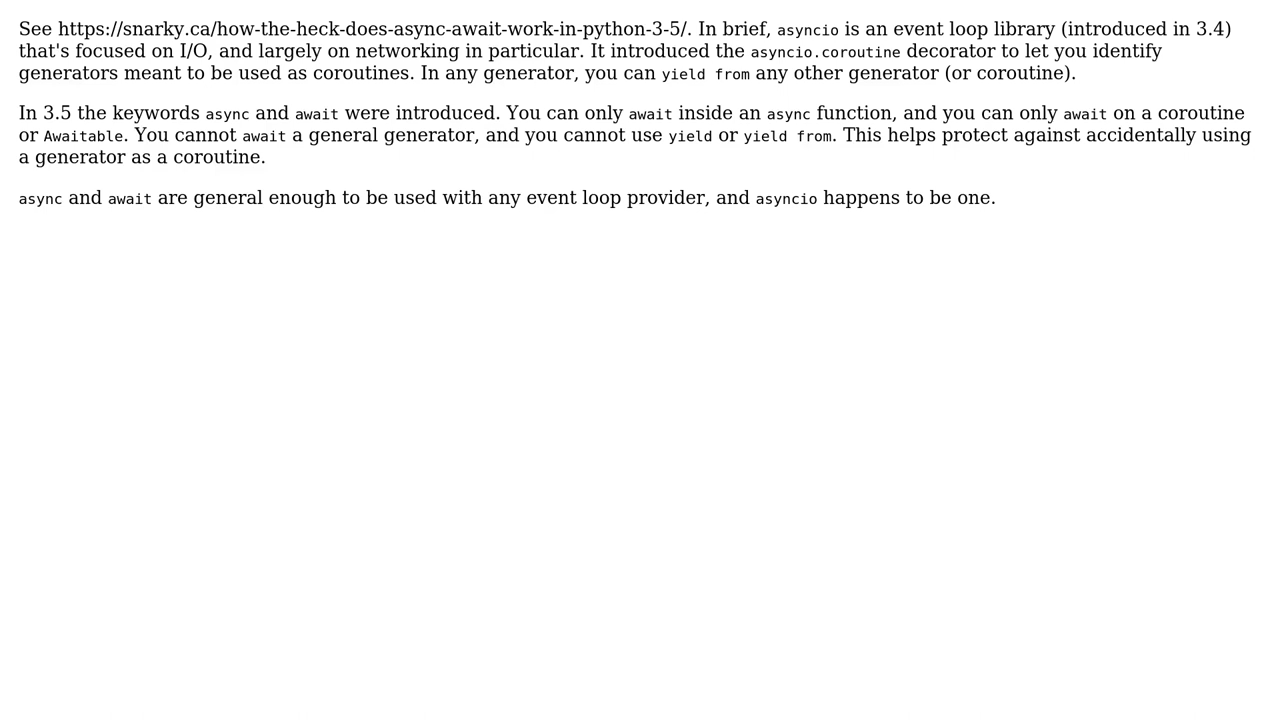 See https://snarky.ca/how-the-heck-does-async-await-work-in-python-3-5/. In brief, asyncio is an event loop library (introduced in 3.4)
that's focused on I/O, and largely on networking in particular. It introduced the asyncio.coroutine decorator to let you identify
generators meant to be used as coroutines. In any generator, you can yield from any other generator (or coroutine).
In 3.5 the keywords async and await were introduced. You can only await inside an async function, and you can only await on a coroutine
or Awaitable. You cannot await a general generator, and you cannot use yield or yield from. This helps protect against accidentally using
a generator as a coroutine.
async and await are general enough to be used with any event loop provider, and asyncio happens to be one.